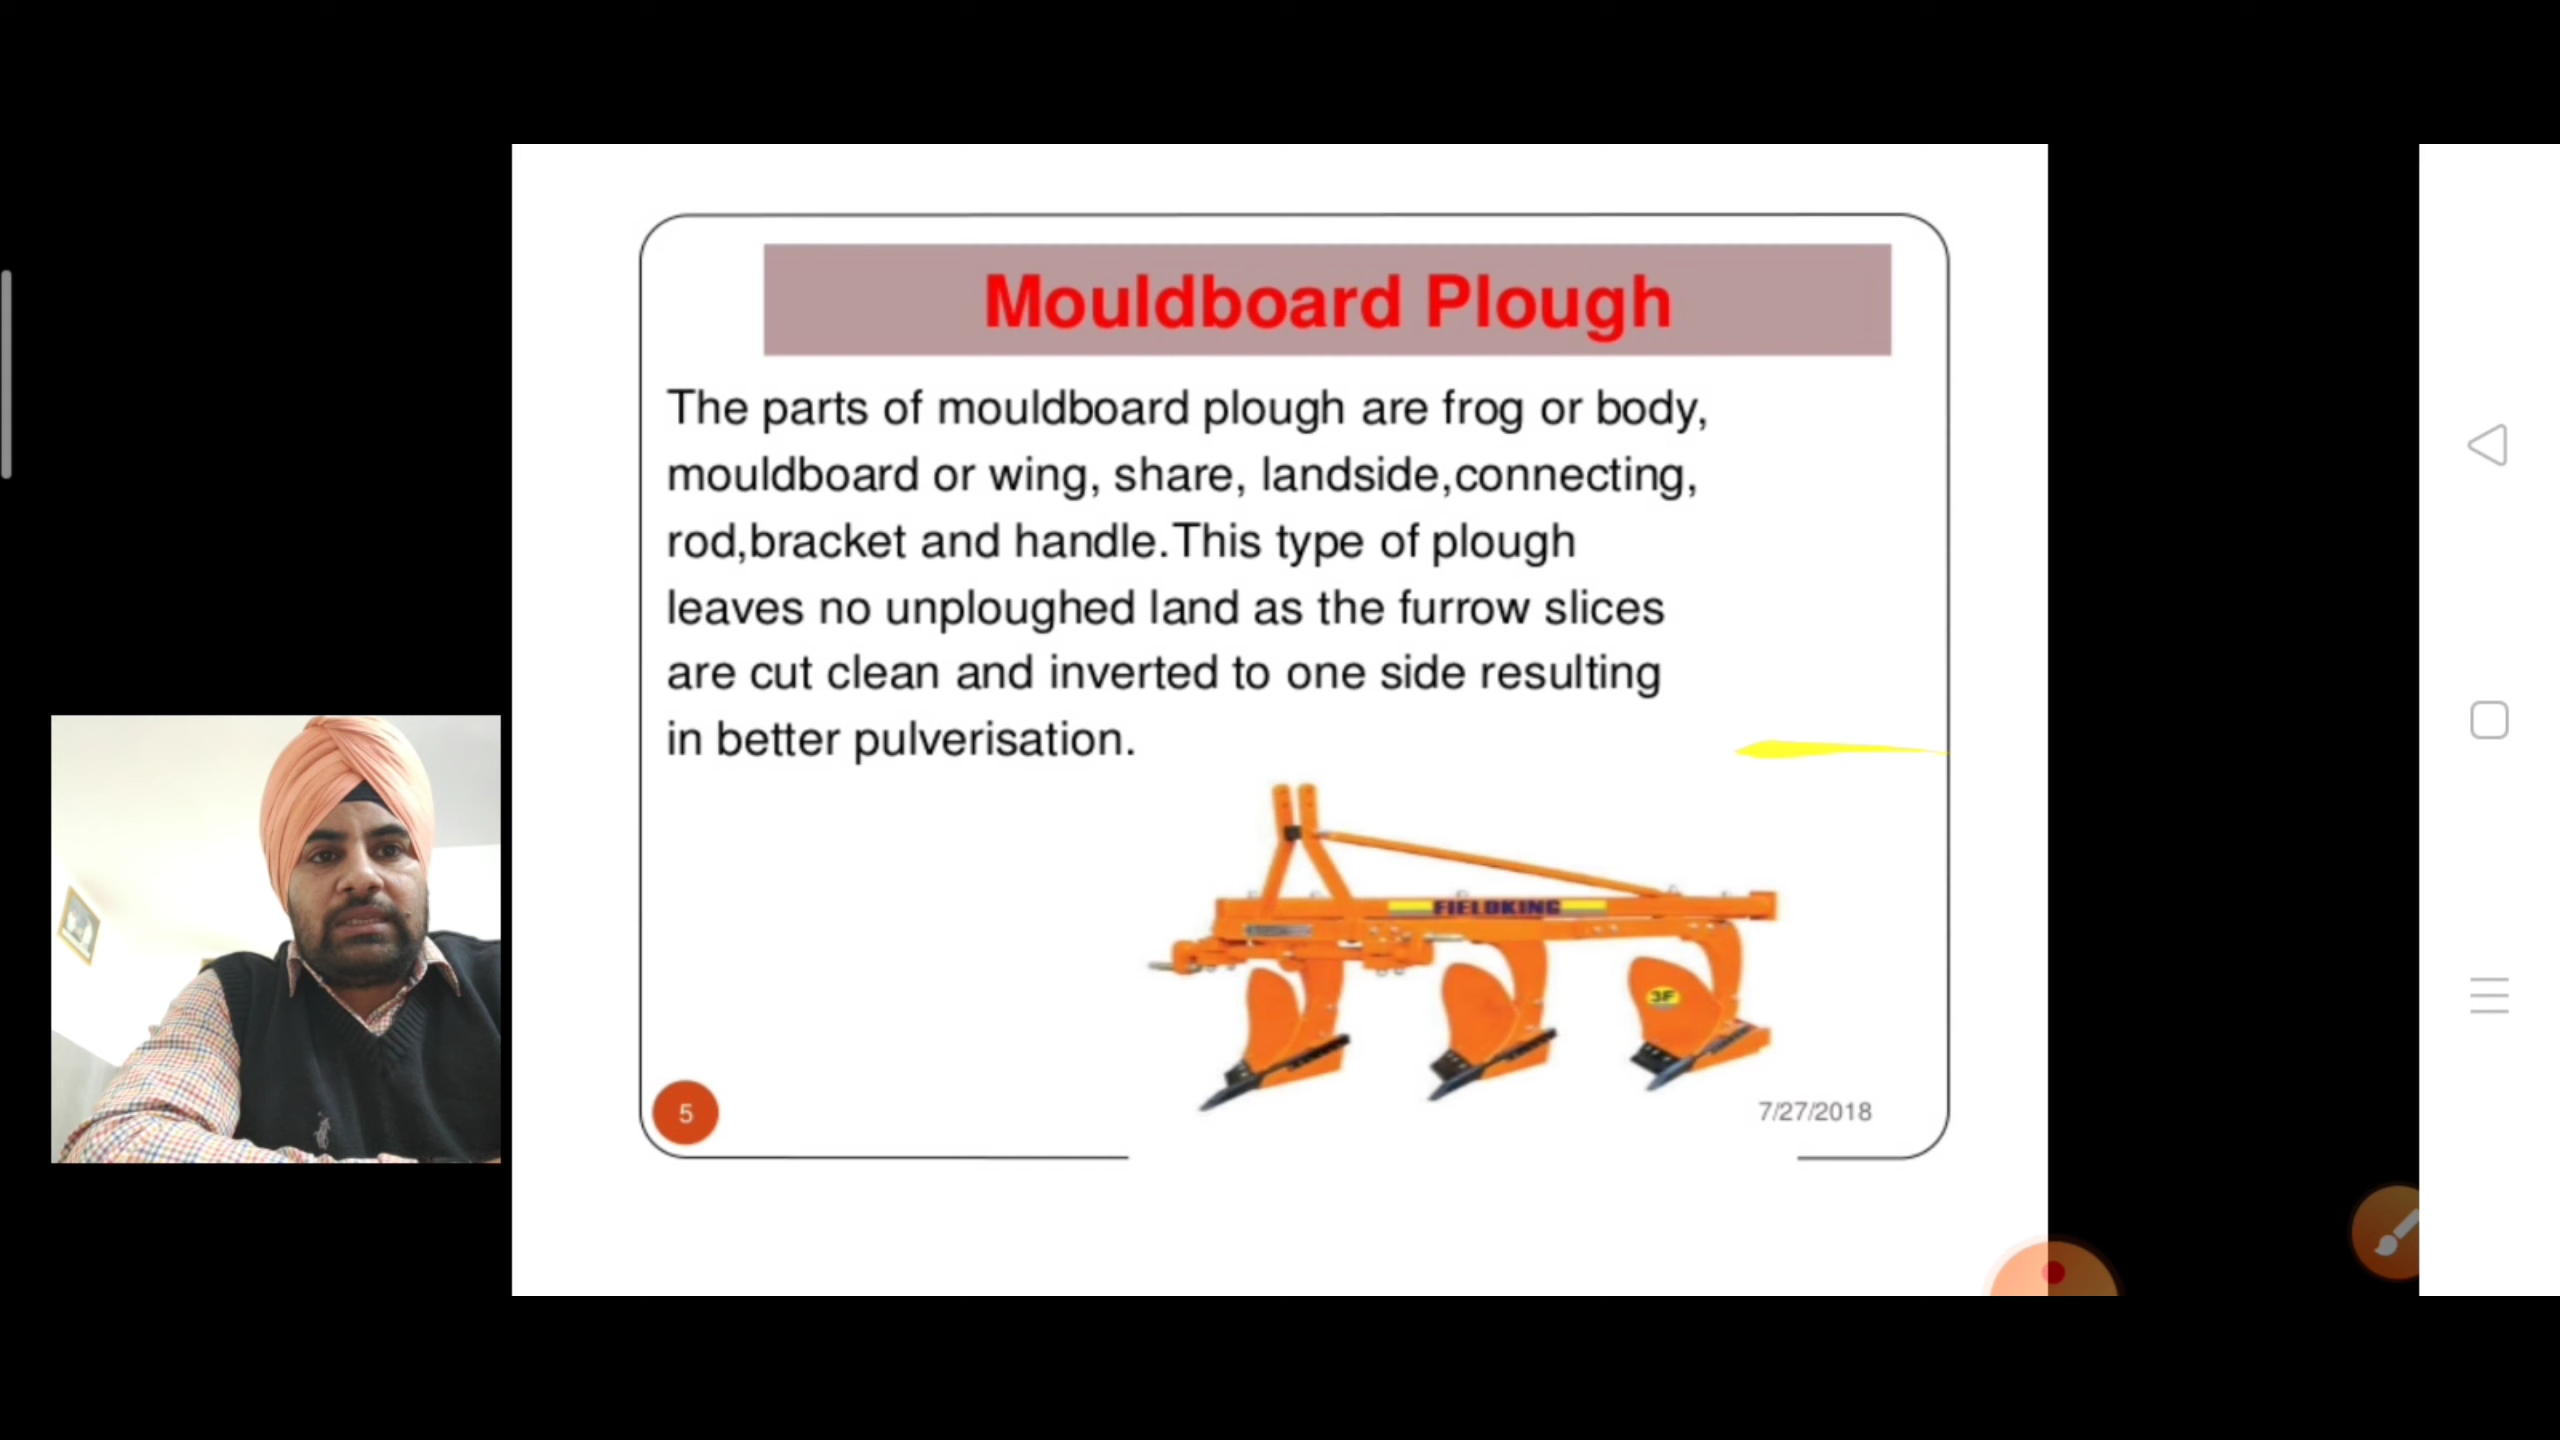 Mouldboard Plough
The parts of mouldboard plough are frog or body,
mouldboard or wing, share, landside,connecting,
rod,bracket and handle.This type of plough
leaves no unploughed land as the furrow slices
are cut clean and inverted to one side resulting
in better pulverisation.
FIELDKING
3F
5
7/27/2018